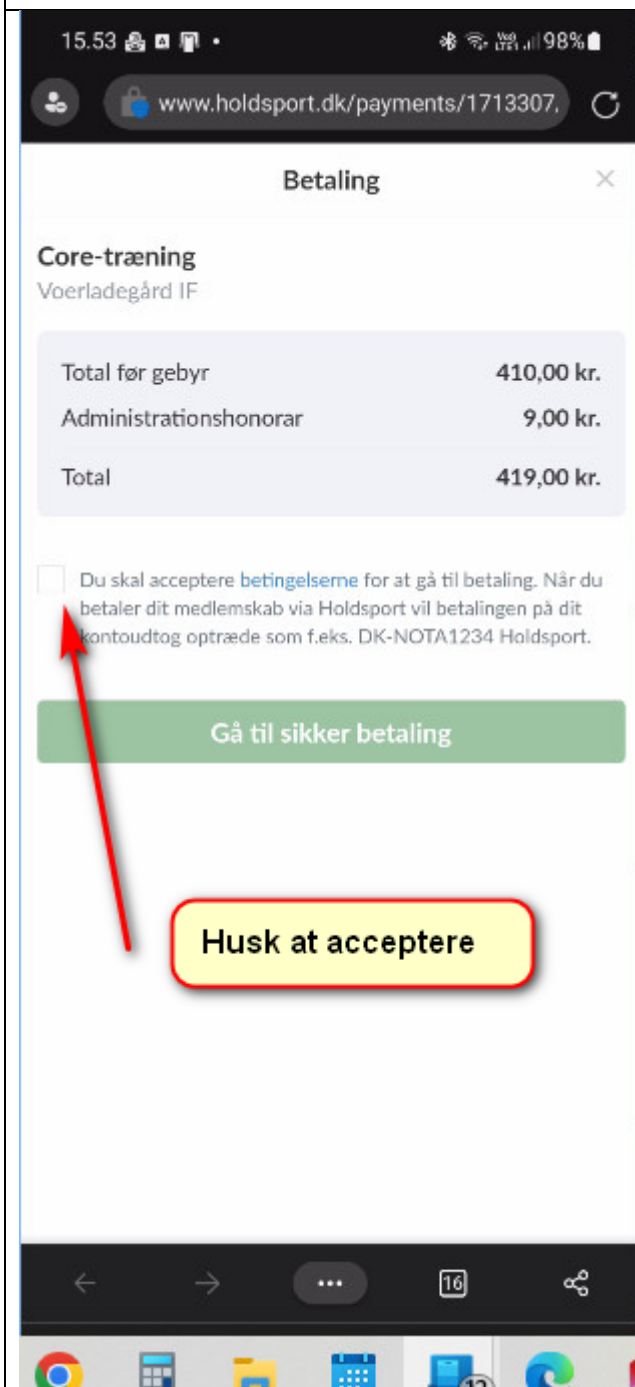 15.53
98%
www.holdsport.dk/payments/1713307.
Betaling
Core-træning
Voerladegård IF
Total før gebyr 410,00 kr.
Administrationshonorar 9,00 kr.
Total 419,00 kr.
Du skal acceptere betingelserne for at gå til betaling. Når du
betaler dit medlemskab via Holdsport vil betalingen på dit
kontoudtog optræde som f.eks. DK-NOTA1234 Holdsport.
Gå til sikker betaling
Husk at acceptere
16
12